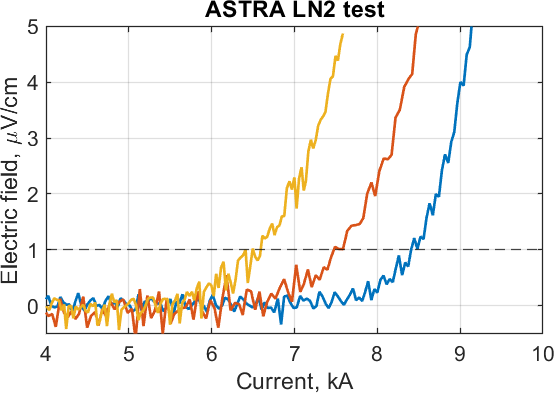 ASTRA LN2 test
Electric field, μV/cm
5
4
3
2
1
0
4 5 6 7 8 9 10
Current, kA